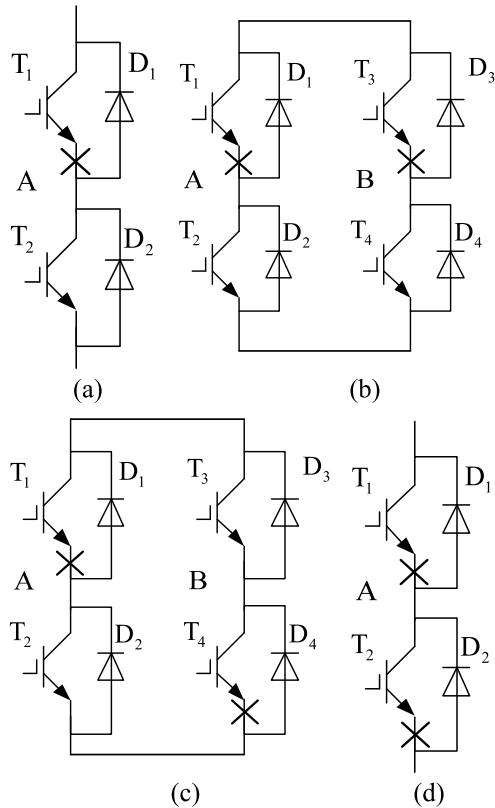 T₁ D₁
A
T₂ D₂
(a)
T₁ D₁ T₃ D₃
A B
T₂ D₂ T₄ D₄
(b)
T₁ D₁ T₃ D₃
A B
T₂ D₂ T₄ D₄
(c)
T₁ D₁
A
T₂ D₂
(d)